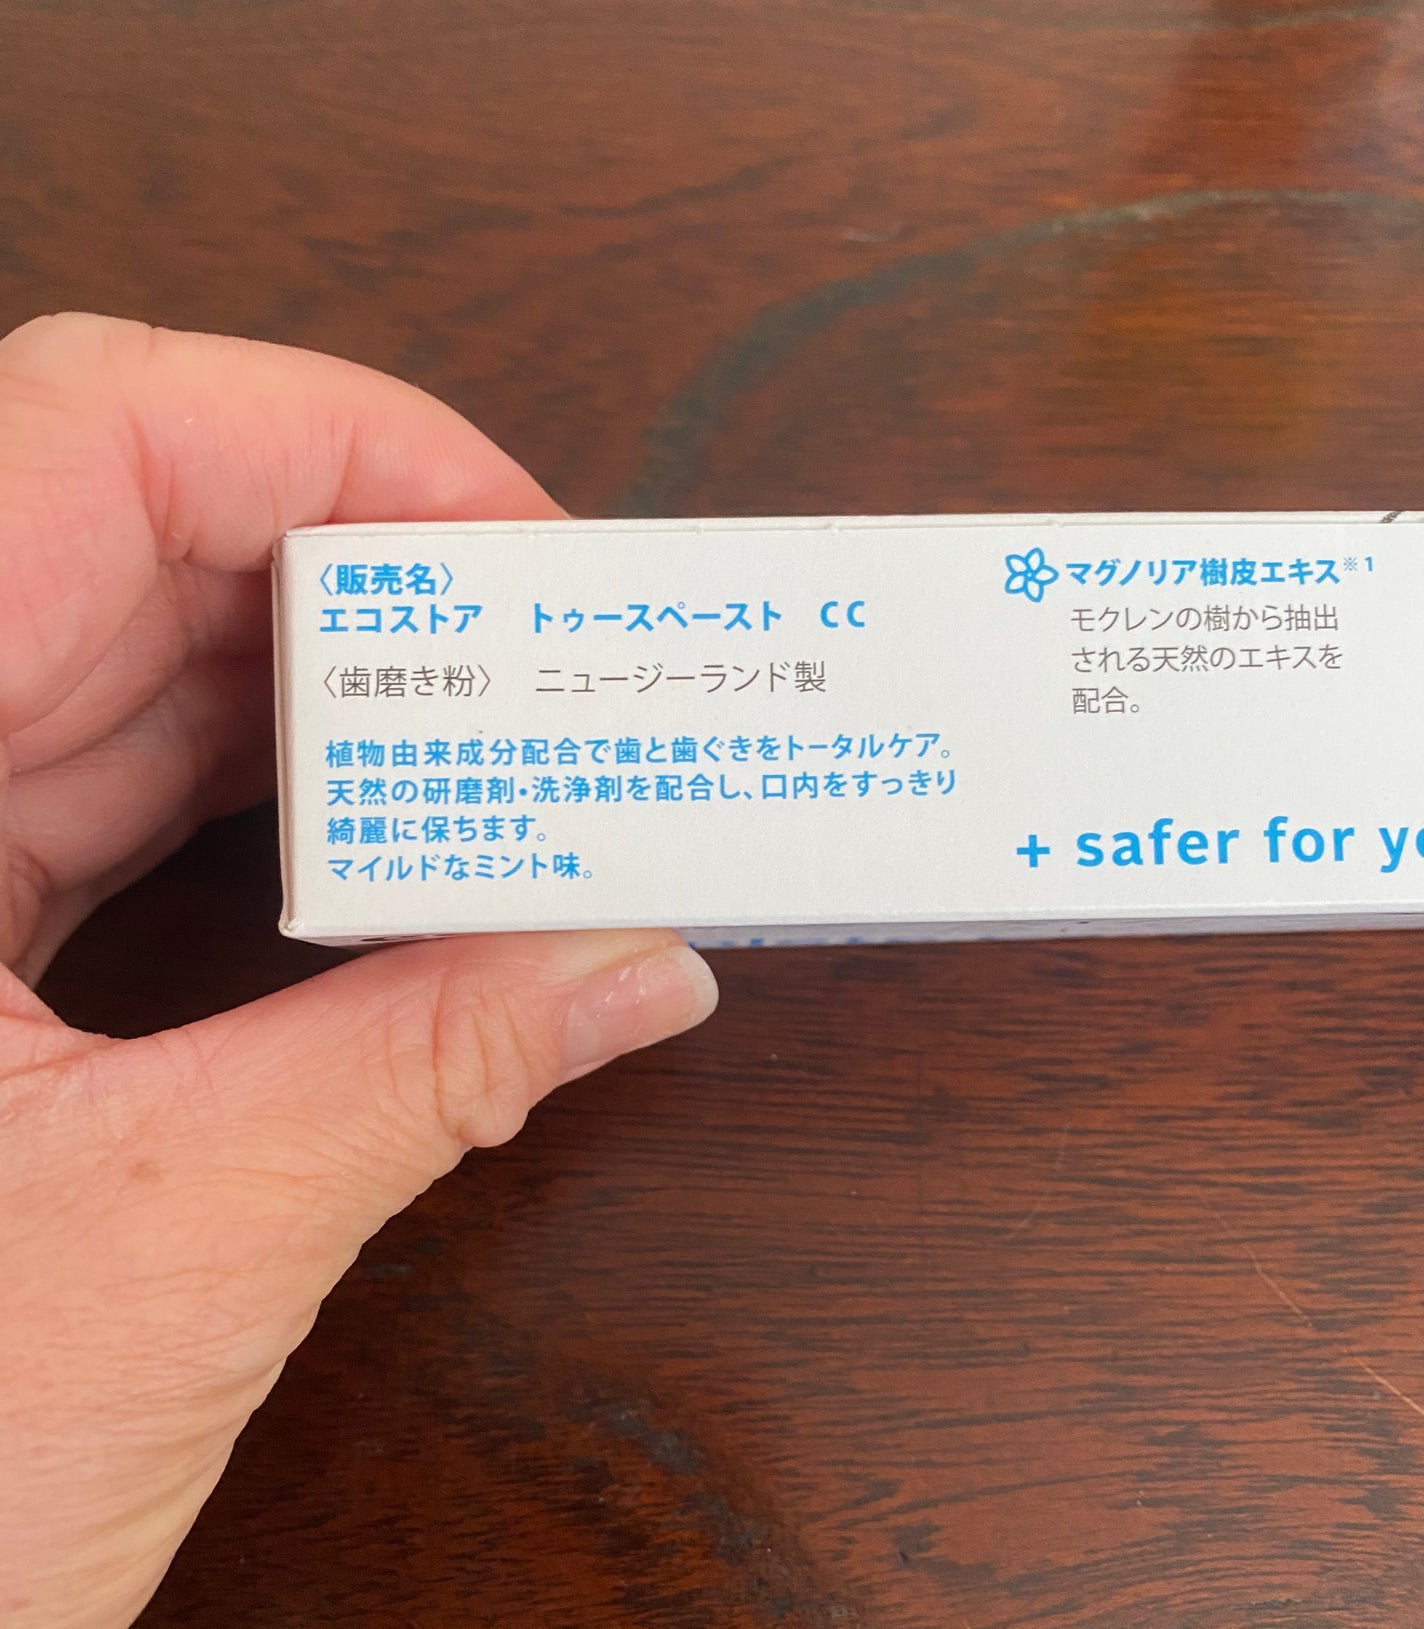 〈販売名〉
エコストア　トゥースペースト　CC
〈歯磨き粉〉　ニュージーランド製
植物由来成分配合で歯と歯ぐきをトータルケア。
天然の研磨剤・洗浄剤を配合し、口内をすっきり
綺麗に保ちます。
マイルドなミント味。
マグノリア樹皮エキス※1
モクレンの樹から抽出
される天然のエキスを
配合。
+ safer for